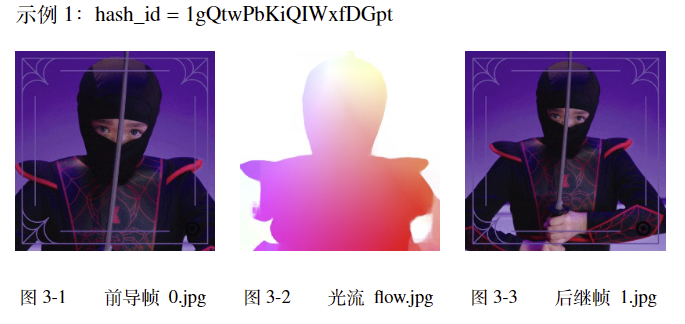 示例 1：hash_id = 1gQtwPbKiQIWxfDGpt
图 3-1 前导帧 0.jpg 图 3-2 光流 flow.jpg 图 3-3 后继帧 1.jpg